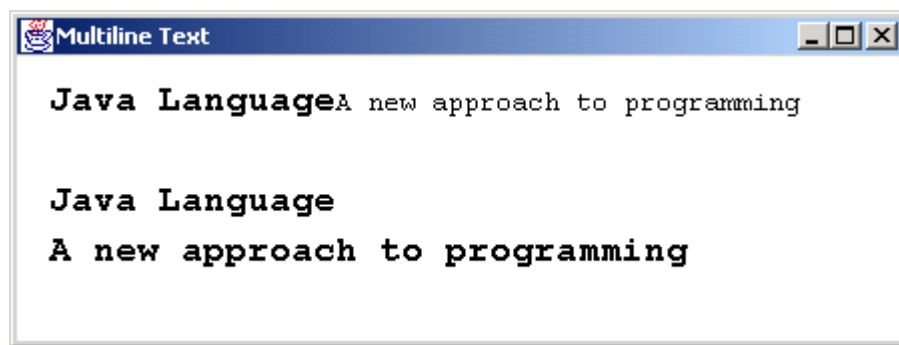 Multiline Text
Java LanguageA new approach to programming
Java Language
A new approach to programming